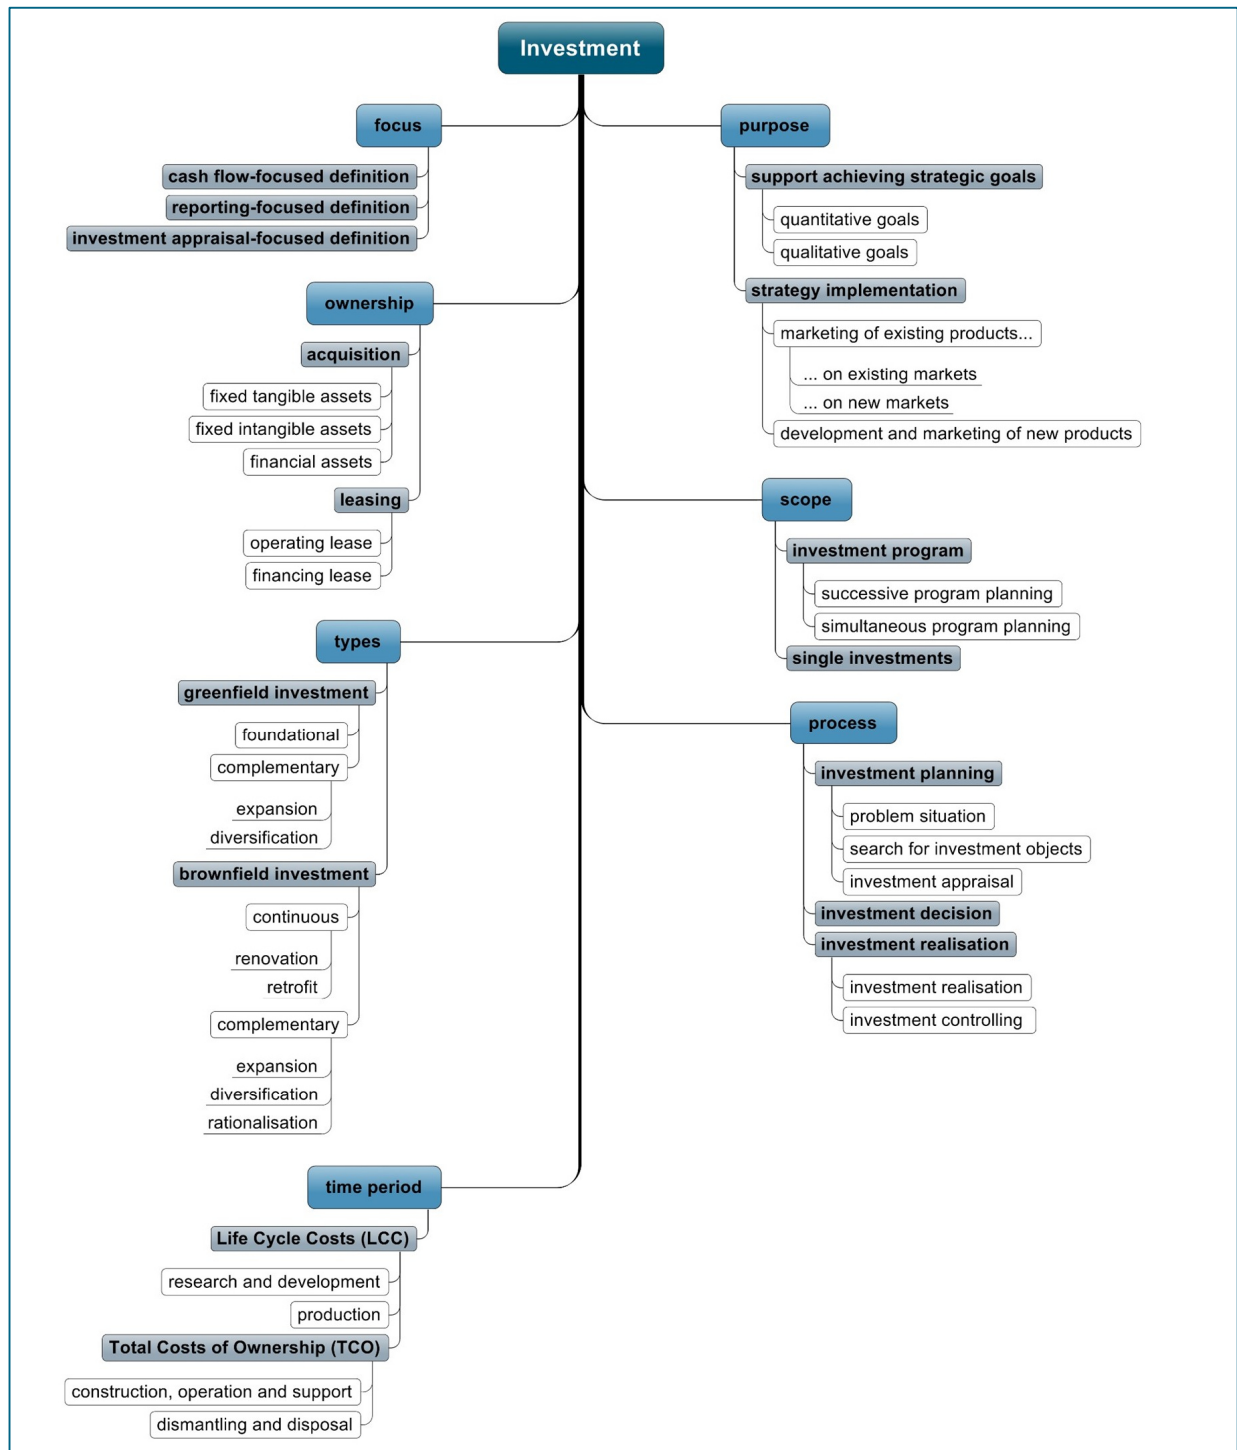 Investment
focus
cash flow-focused definition
reporting-focused definition
investment appraisal-focused definition
ownership
acquisition
fixed tangible assets
fixed intangible assets
financial assets
leasing
operating lease
financing lease
types
greenfield investment
foundational
complementary
expansion
diversification
brownfield investment
continuous
renovation
retrofit
complementary
expansion
diversification
rationalisation
time period
Life Cycle Costs (LCC)
research and development
production
Total Costs of Ownership (TCO)
construction, operation and support
dismantling and disposal
purpose
support achieving strategic goals
quantitative goals
qualitative goals
strategy implementation
marketing of existing products...
... on existing markets
... on new markets
development and marketing of new products
scope
investment program
successive program planning
simultaneous program planning
single investments
process
investment planning
problem situation
search for investment objects
investment appraisal
investment decision
investment realisation
investment realisation
investment controlling